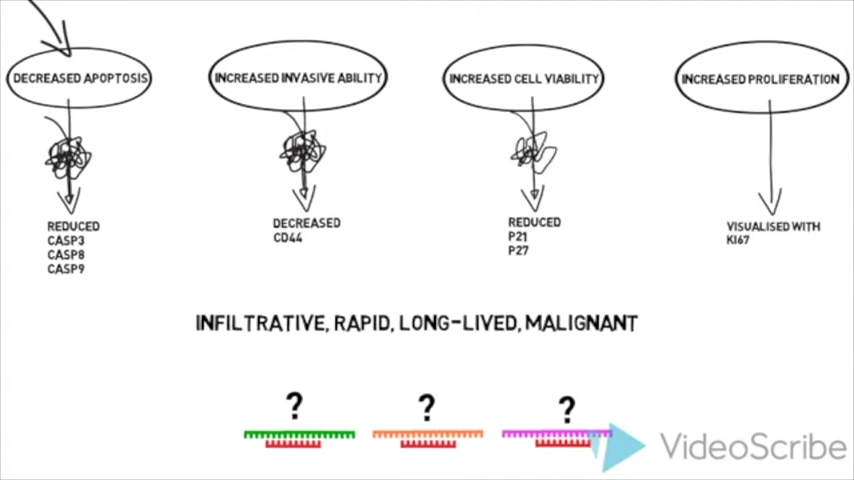 DECREASED APOPTOSIS
INCREASED INVASIVE ABILITY
INCREASED CELL VIABILITY
INCREASED PROLIFERATION
REDUCED
CASP3
CASP8
CASP9
DECREASED
CD44
REDUCED
P21
P27
VISUALISED WITH
KI67
INFILTRATIVE, RAPID, LONG-LIVED, MALIGNANT
? ? ?
VideoScribe